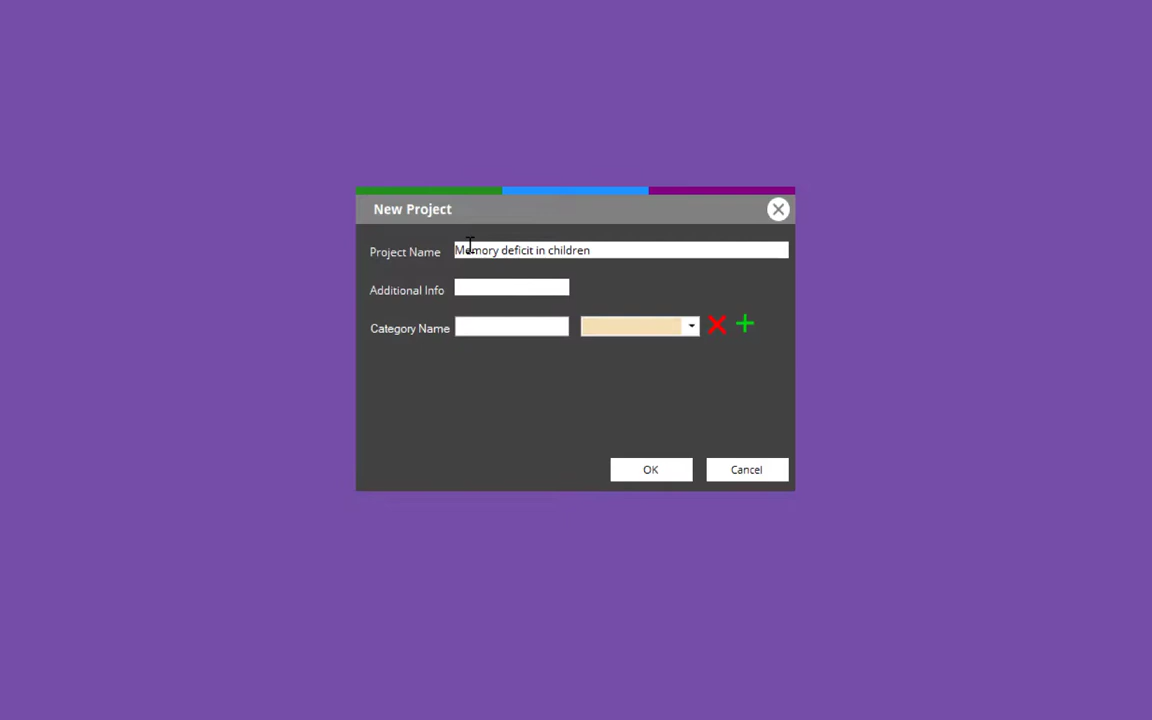 New Project
Project Name Memory deficit in children
Additional Info
Category Name
OK Cancel